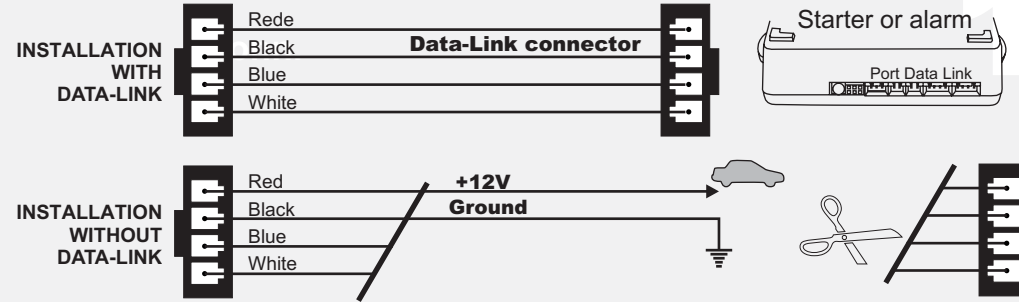 INSTALLATION
WITH
DATA-LINK
Rede
Black
Blue
White
Data-Link connector
Starter or alarm
Port Data Link
INSTALLATION
WITHOUT
DATA-LINK
Red
Black
Blue
White
+12V
Ground